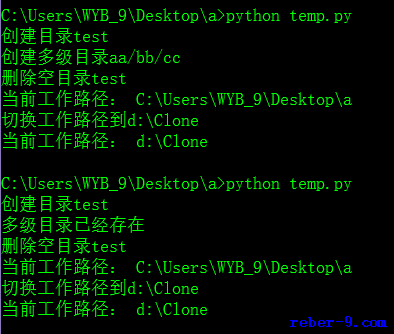 C:\Users\WYB_9\Desktop\a>python temp.py
创建目录test
创建多级目录aa/bb/cc
删除空目录test
当前工作路径： C:\Users\WYB_9\Desktop\a
切换工作路径到d:\Clone
当前工作路径： d:\Clone
C:\Users\WYB_9\Desktop\a>python temp.py
创建目录test
多级目录已经存在
删除空目录test
当前工作路径： C:\Users\WYB_9\Desktop\a
切换工作路径到d:\Clone
当前工作路径： d:\Clone
reber-9.com